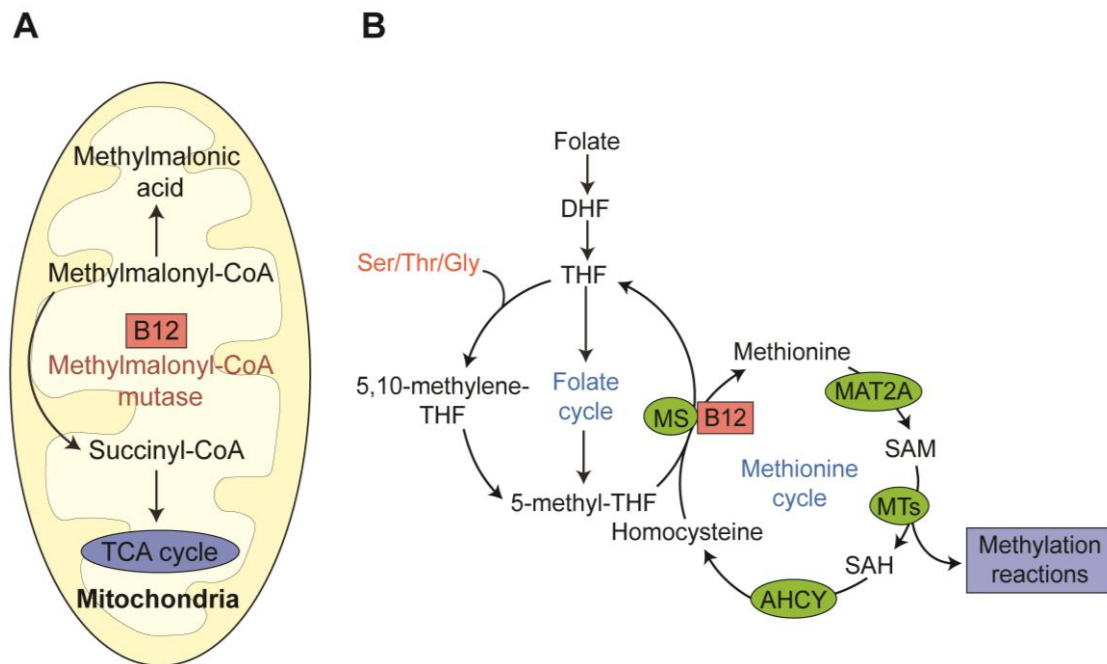 A
Methylmalonic
acid
Methylmalonyl-CoA
B12
Methylmalonyl-CoA
mutase
Succinyl-CoA
TCA cycle
Mitochondria
B
Folate
DHF
Ser/Thr/Gly
THF
5,10-methylene-
THF
Folate
cycle
5-methyl-THF
MS
B12
Methionine
MAT2A
SAM
Methionine
cycle
MTs
Methylation
reactions
SAH
AHCY
Homocysteine